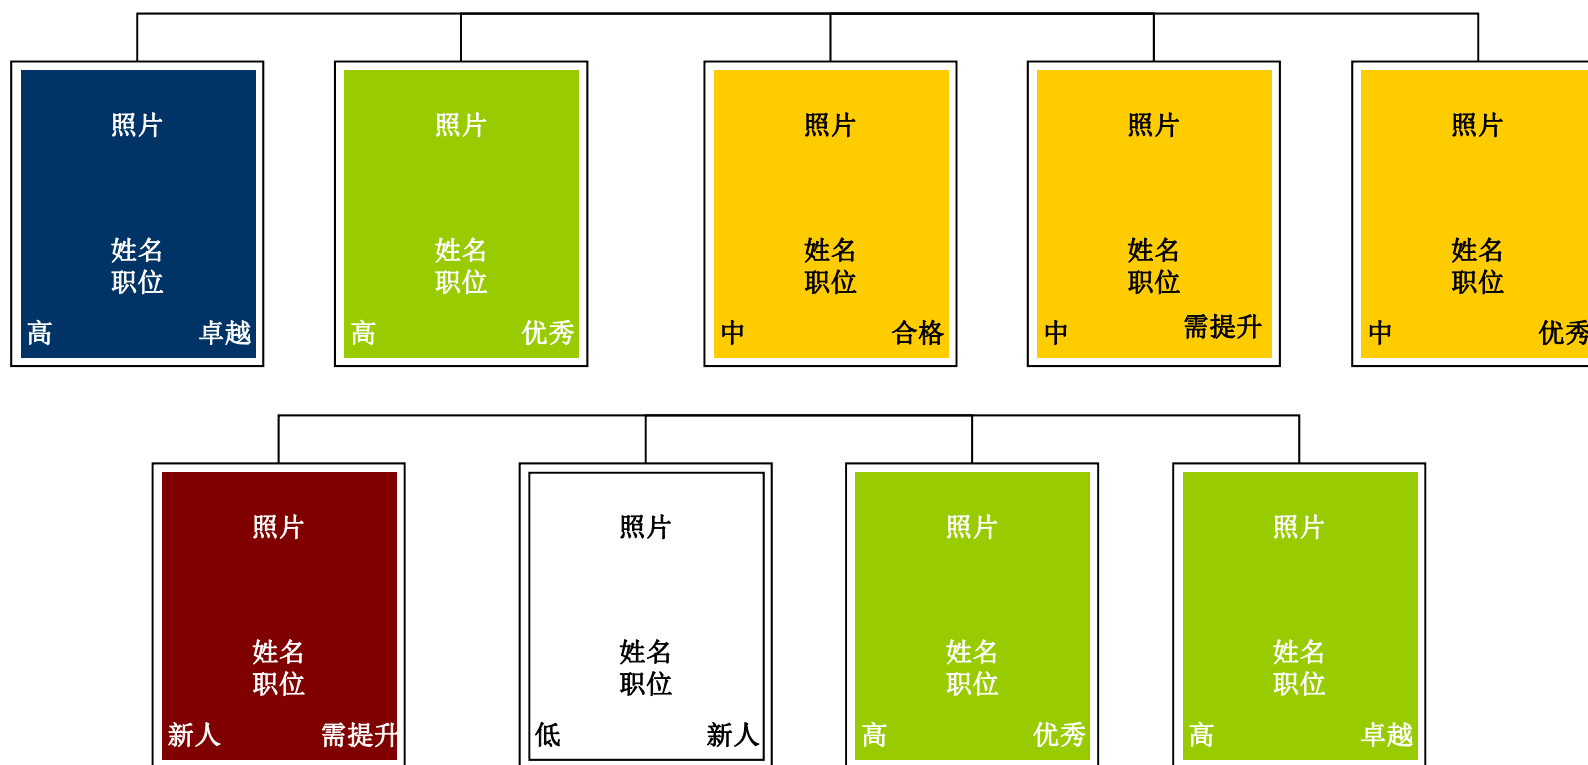 照片
姓名
职位
高 卓越
照片
姓名
职位
高 优秀
照片
姓名
职位
中 合格
照片
姓名
职位
中 需提升
照片
姓名
职位
中 优秀
照片
姓名
职位
新人 需提升
照片
姓名
职位
低 新人
照片
姓名
职位
高 优秀
照片
姓名
职位
高 卓越